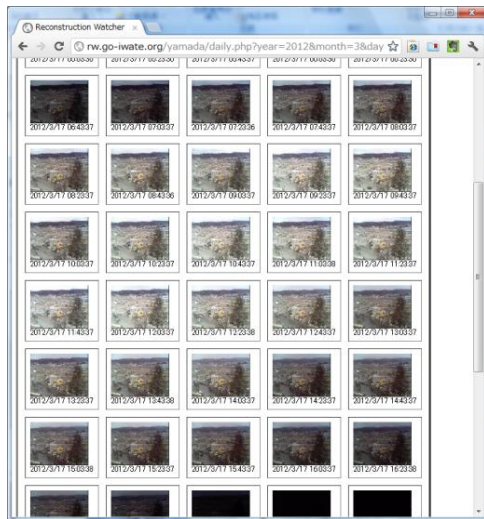 Reconstruction Watcher
rw.go-iwate.org/yamada/daily.php?year=2012&month=3&day
2012/3/17 06:43:37 2012/3/17 07:03:37 2012/3/17 07:23:36 2012/3/17 07:43:37 2012/3/17 08:03:37
2012/3/17 08:23:37 2012/3/17 08:43:36 2012/3/17 09:03:37 2012/3/17 09:23:37 2012/3/17 09:43:37
2012/3/17 10:03:37 2012/3/17 10:23:37 2012/3/17 10:43:37 2012/3/17 11:03:38 2012/3/17 11:23:37
2012/3/17 11:43:37 2012/3/17 12:03:37 2012/3/17 12:23:38 2012/3/17 12:43:37 2012/3/17 13:03:37
2012/3/17 13:23:37 2012/3/17 13:43:38 2012/3/17 14:03:37 2012/3/17 14:23:37 2012/3/17 14:43:37
2012/3/17 15:03:38 2012/3/17 15:23:37 2012/3/17 15:43:37 2012/3/17 16:03:37 2012/3/17 16:23:38